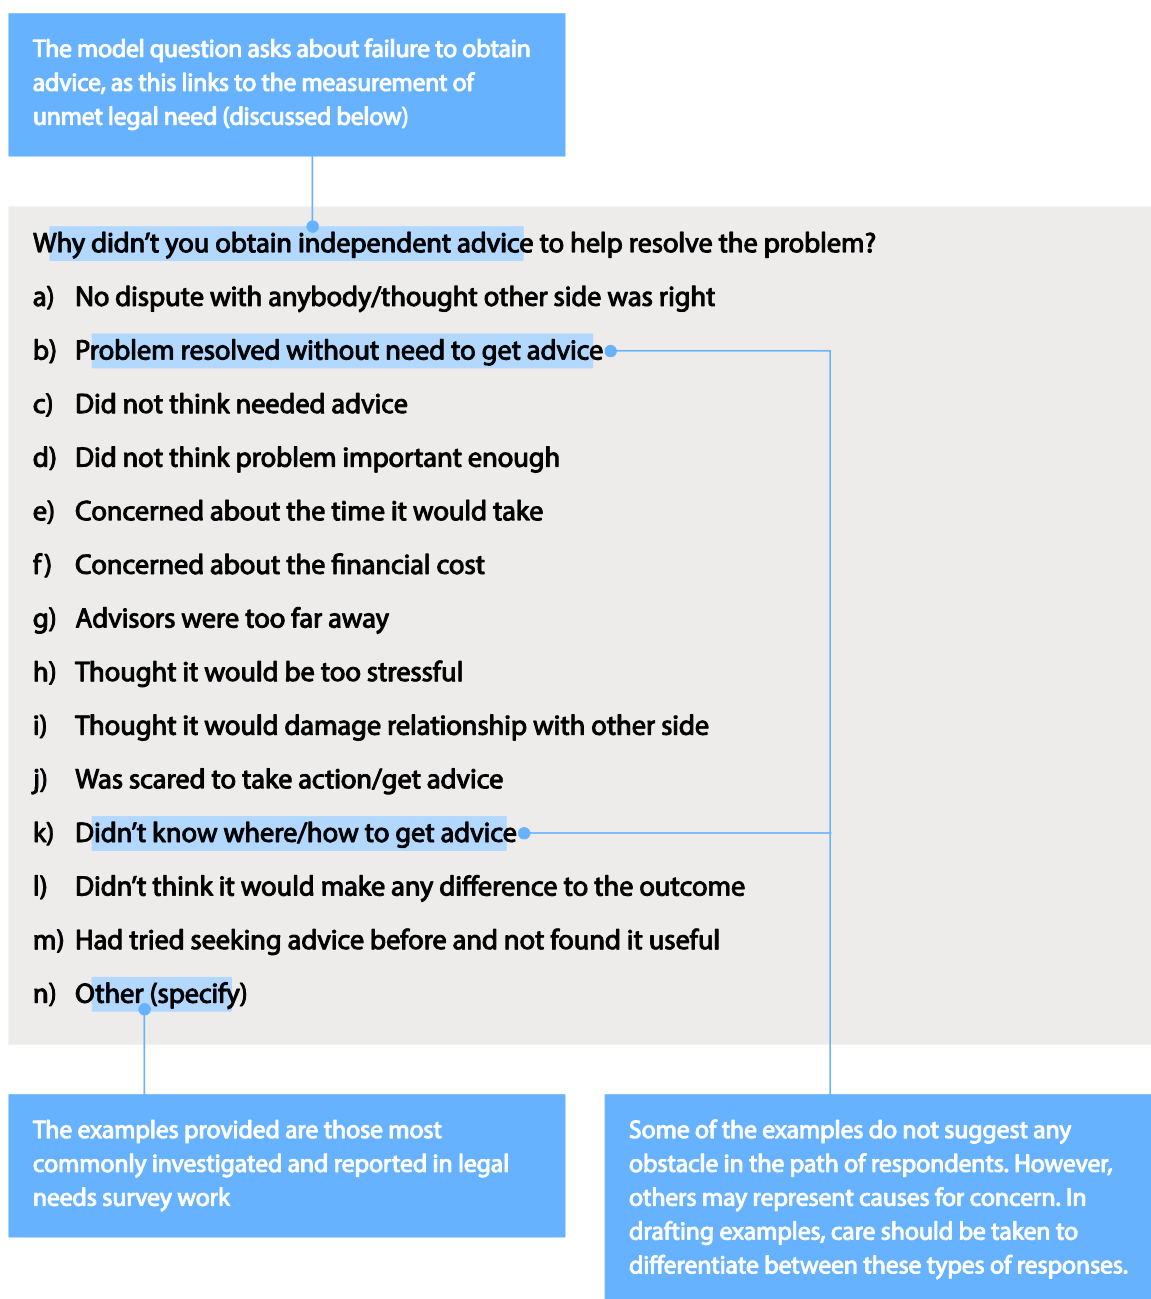 The model question asks about failure to obtain
advice, as this links to the measurement of
unmet legal need (discussed below)
Why didn’t you obtain independent advice to help resolve the problem?
a) No dispute with anybody/thought other side was right
b) Problem resolved without need to get advice
c) Did not think needed advice
d) Did not think problem important enough
e) Concerned about the time it would take
f) Concerned about the financial cost
g) Advisors were too far away
h) Thought it would be too stressful
i) Thought it would damage relationship with other side
j) Was scared to take action/get advice
k) Didn’t know where/how to get advice
l) Didn’t think it would make any difference to the outcome
m) Had tried seeking advice before and not found it useful
n) Other (specify)
The examples provided are those most
commonly investigated and reported in legal
needs survey work
Some of the examples do not suggest any
obstacle in the path of respondents. However,
others may represent causes for concern. In
drafting examples, care should be taken to
differentiate between these types of responses.